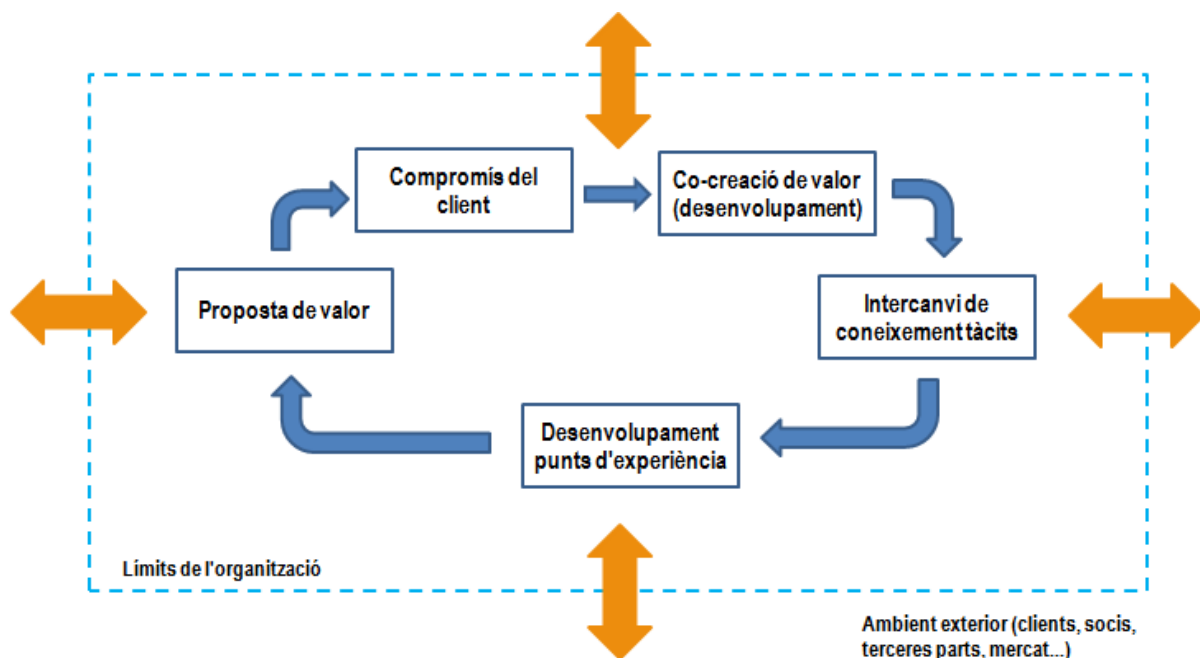 Compromís del
client
Co-creació de valor
(desenvolupament)
Proposta de valor
Intercanvi de
coneixement tàcits
Desenvolupament
punts d'experiència
Límits de l'organització
Ambient exterior (clients, socis,
terceres parts, mercat...)